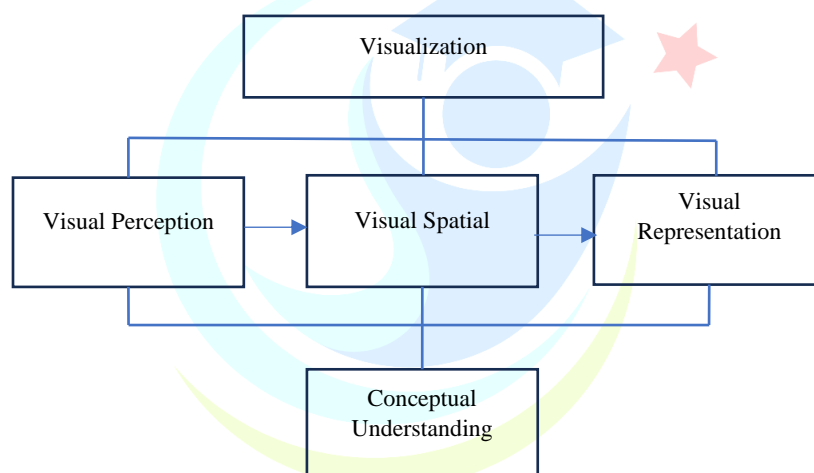 Visualization
Visual Perception
Visual Spatial
Visual
Representation
Conceptual
Understanding